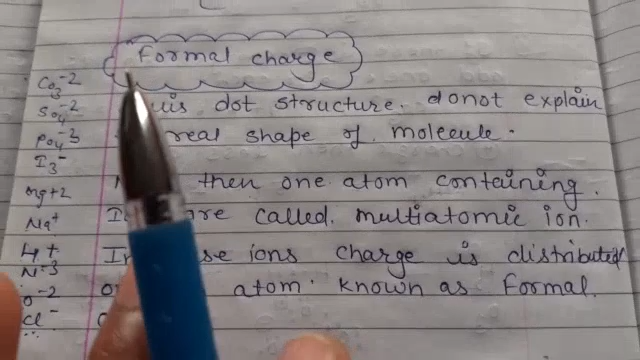 Formal charge
CO3-2
SO4-2
PO4-3
I3-
Mg+2
Na+
N-3
O-2
Cl-
dot structure. donot explain
real shape of molecule.
then one atom containing.
called multiatomic ion.
ions charge is distributed
atom. known as Formal.